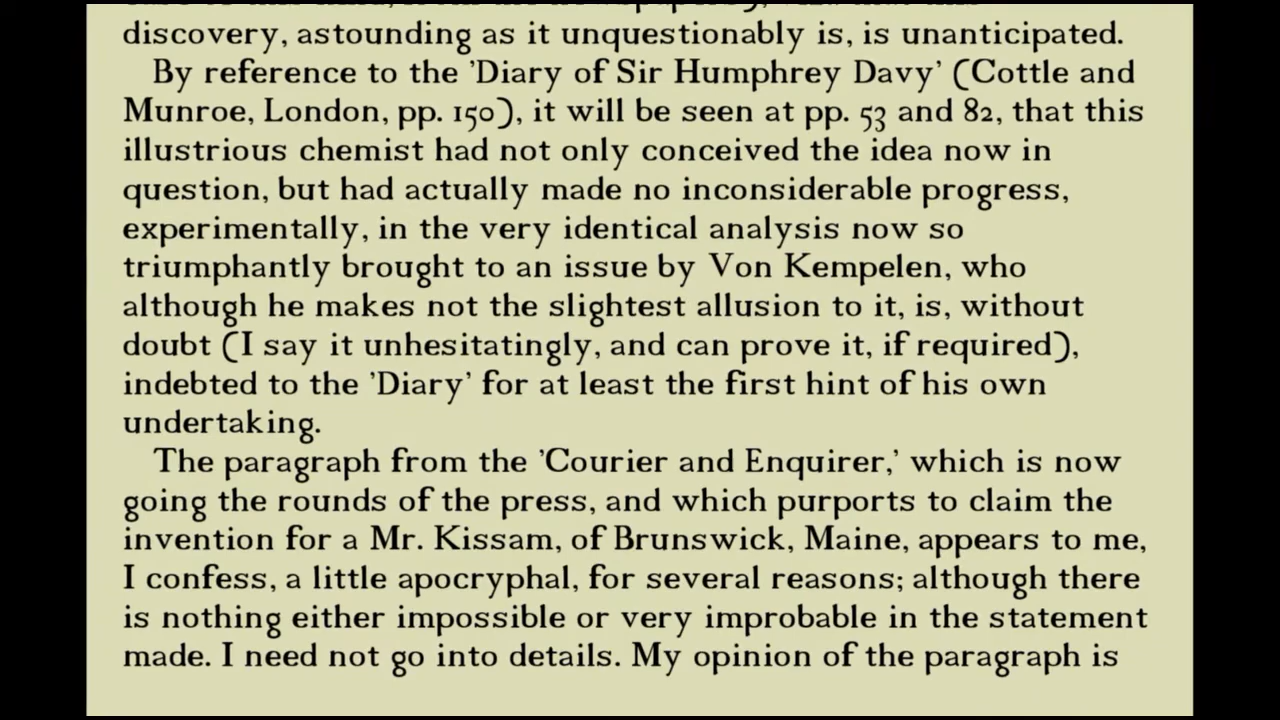 discovery, astounding as it unquestionably is, is unanticipated.
By reference to the 'Diary of Sir Humphrey Davy' (Cottle and
Munroe, London, pp. 150), it will be seen at pp. 53 and 82, that this
illustrious chemist had not only conceived the idea now in
question, but had actually made no inconsiderable progress,
experimentally, in the very identical analysis now so
triumphantly brought to an issue by Von Kempelen, who
although he makes not the slightest allusion to it, is, without
doubt (I say it unhesitatingly, and can prove it, if required),
indebted to the 'Diary' for at least the first hint of his own
undertaking.
The paragraph from the 'Courier and Enquirer,' which is now
going the rounds of the press, and which purports to claim the
invention for a Mr. Kissam, of Brunswick, Maine, appears to me,
I confess, a little apocryphal, for several reasons; although there
is nothing either impossible or very improbable in the statement
made. I need not go into details. My opinion of the paragraph is